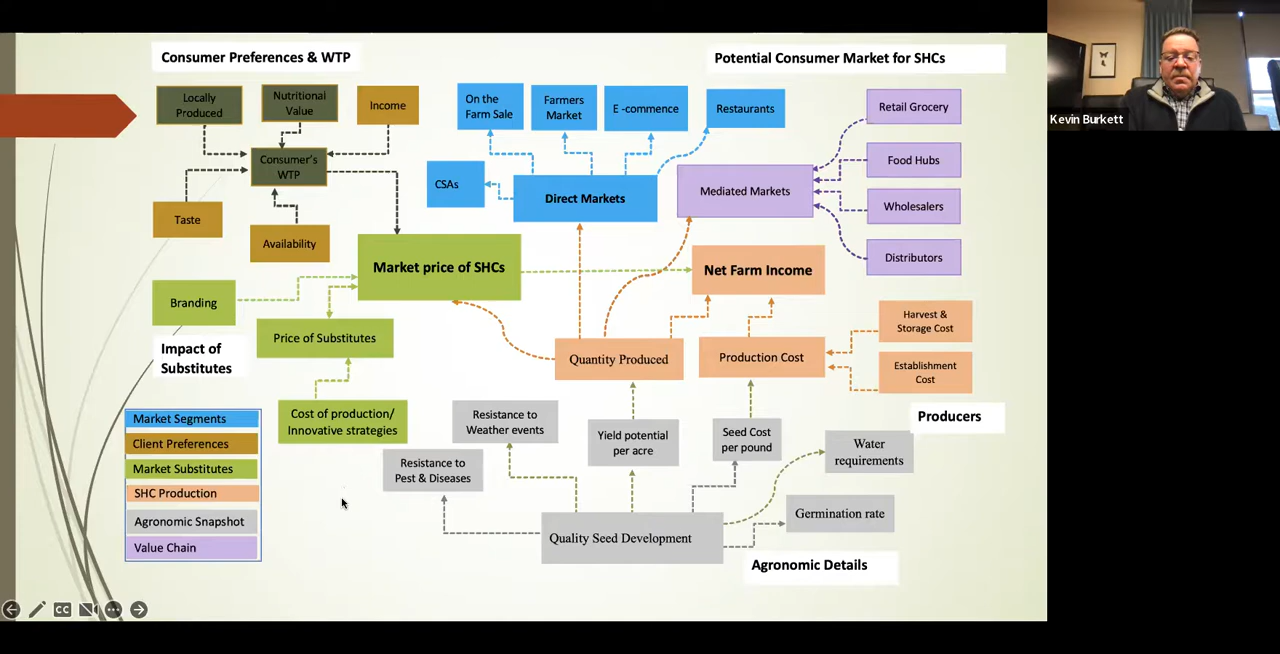 Consumer Preferences & WTP
Potential Consumer Market for SHCs
Locally
Produced
Nutritional
Value
Income
Consumer's
WTP
Taste
Availability
On the
Farm Sale
Farmers
Market
E -commence
Restaurants
CSAs
Direct Markets
Mediated Markets
Retail Grocery
Food Hubs
Wholesalers
Distributors
Kevin Burkett
Market price of SHCs
Net Farm Income
Branding
Price of Substitutes
Impact of
Substitutes
Cost of production/
Innovative strategies
Quantity Produced
Production Cost
Harvest &
Storage Cost
Establishment
Cost
Producers
Market Segments
Client Preferences
Market Substitutes
SHC Production
Agronomic Snapshot
Value Chain
Resistance to
Weather events
Resistance to
Pest & Diseases
Yield potential
per acre
Seed Cost
per pound
Water
requirements
Germination rate
Quality Seed Development
Agronomic Details
CC